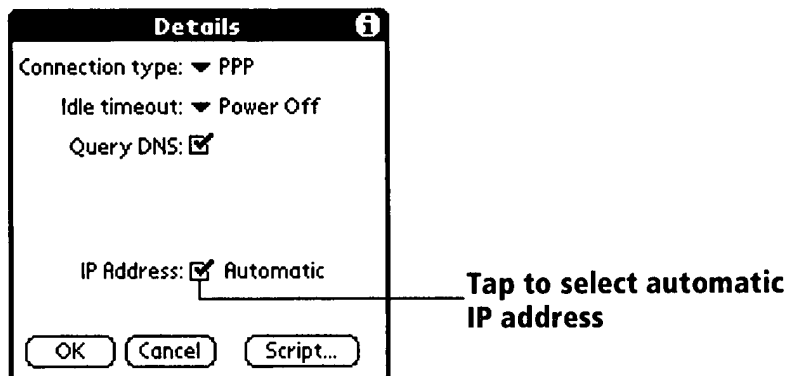 Details
Connection type: PPP
Idle timeout: Power Off
Query DNS:
IP Address: Automatic
Tap to select automatic
IP address
OK Cancel Script...